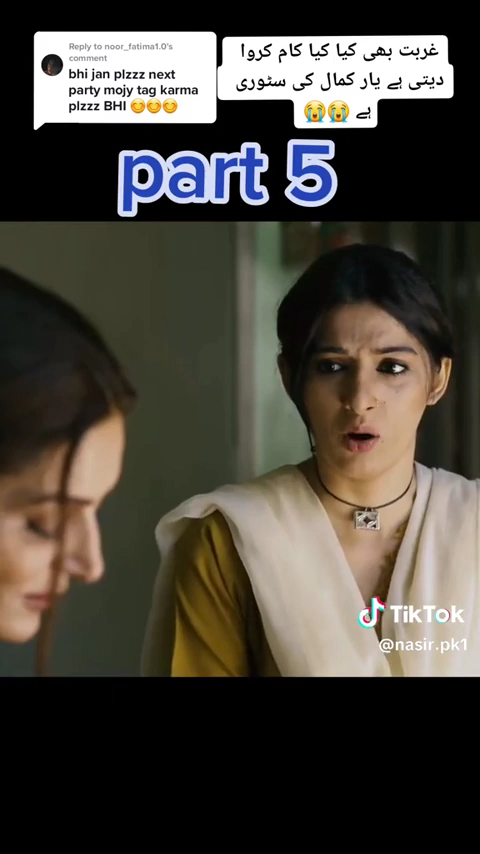 Reply to noor_fatima1.0's
comment
bhi jan plzzz next
party mojy tag karma
plzzz BHI 😊😊😊
غربت بھی کیا کیا کام کروا
دیتی ہے یار کمال کی سٹوری
ہے 😭😭
part 5
TikTok
@nasir.pk1